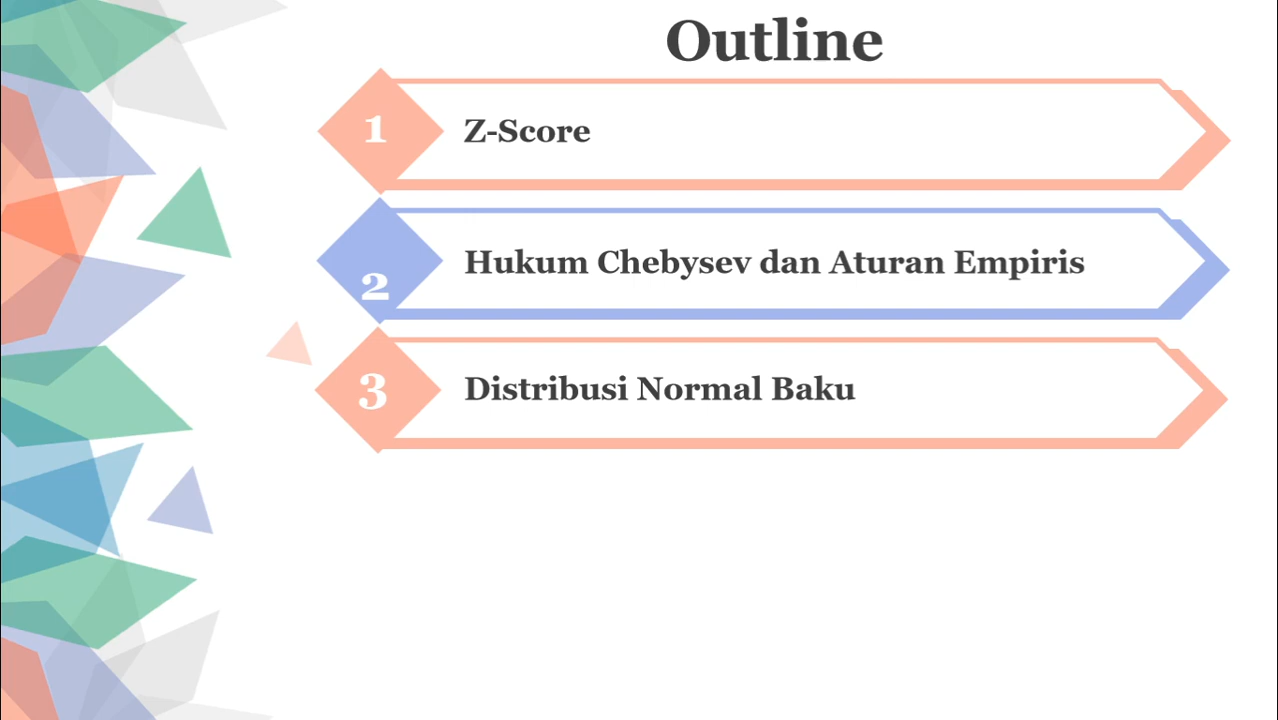 Outline
1
Z-Score
2
Hukum Chebysev dan Aturan Empiris
3
Distribusi Normal Baku